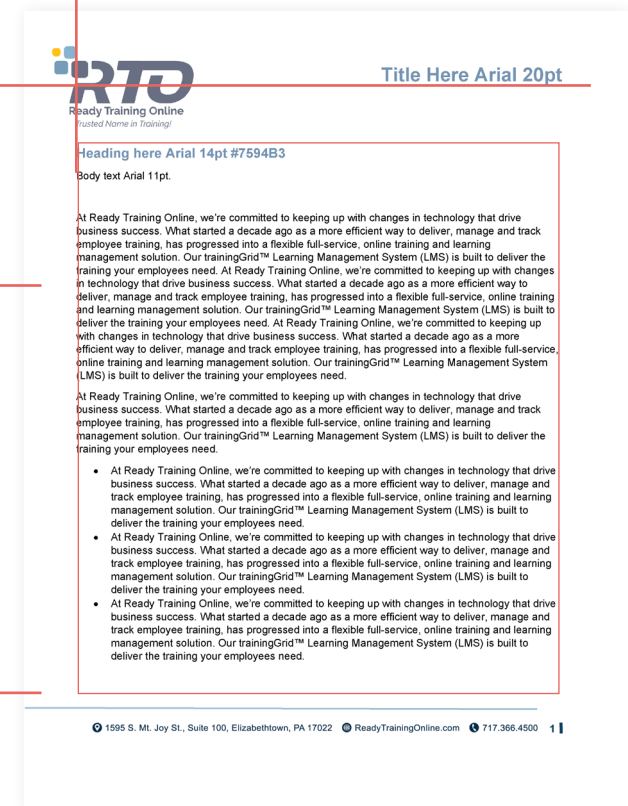 RTO
Title Here Arial 20pt
Ready Training Online
Trusted Name in Training!
Heading here Arial 14pt #7594B3
Body text Arial 11pt.
At Ready Training Online, we're committed to keeping up with changes in technology that drive
business success. What started a decade ago as a more efficient way to deliver, manage and track
employee training, has progressed into a flexible full-service, online training and learning
management solution. Our trainingGrid™ Learning Management System (LMS) is built to deliver the
training your employees need. At Ready Training Online, we're committed to keeping up with changes
in technology that drive business success. What started a decade ago as a more efficient way to
deliver, manage and track employee training, has progressed into a flexible full-service, online training
and learning management solution. Our trainingGrid™ Learning Management System (LMS) is built to
deliver the training your employees need. At Ready Training Online, we're committed to keeping up
with changes in technology that drive business success. What started a decade ago as a more
efficient way to deliver, manage and track employee training, has progressed into a flexible full-service,
online training and learning management solution. Our trainingGrid™ Learning Management System
(LMS) is built to deliver the training your employees need.
At Ready Training Online, we're committed to keeping up with changes in technology that drive
business success. What started a decade ago as a more efficient way to deliver, manage and track
employee training, has progressed into a flexible full-service, online training and learning
management solution. Our trainingGrid™ Learning Management System (LMS) is built to deliver the
training your employees need.
• At Ready Training Online, we're committed to keeping up with changes in technology that drive
business success. What started a decade ago as a more efficient way to deliver, manage and
track employee training, has progressed into a flexible full-service, online training and learning
management solution. Our trainingGrid™ Learning Management System (LMS) is built to
deliver the training your employees need.
• At Ready Training Online, we're committed to keeping up with changes in technology that drive
business success. What started a decade ago as a more efficient way to deliver, manage and
track employee training, has progressed into a flexible full-service, online training and learning
management solution. Our trainingGrid™ Learning Management System (LMS) is built to
deliver the training your employees need.
• At Ready Training Online, we're committed to keeping up with changes in technology that drive
business success. What started a decade ago as a more efficient way to deliver, manage and
track employee training, has progressed into a flexible full-service, online training and learning
management solution. Our trainingGrid™ Learning Management System (LMS) is built to
deliver the training your employees need.
1595 S. Mt. Joy St., Suite 100, Elizabethtown, PA 17022 ReadyTrainingOnline.com 717.366.4500 1